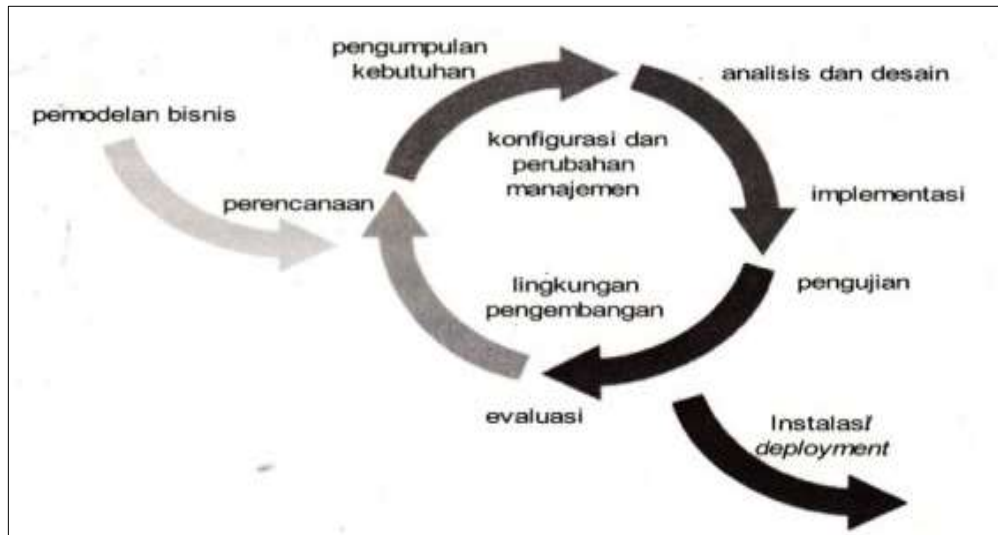 pengumpulan
kebutuhan
analisis dan desain
pemodelan bisnis
konfigurasi dan
perubahan
manajemen
implementasi
perencanaan
lingkungan
pengembangan
pengujian
evaluasi
Instalasi/
deployment